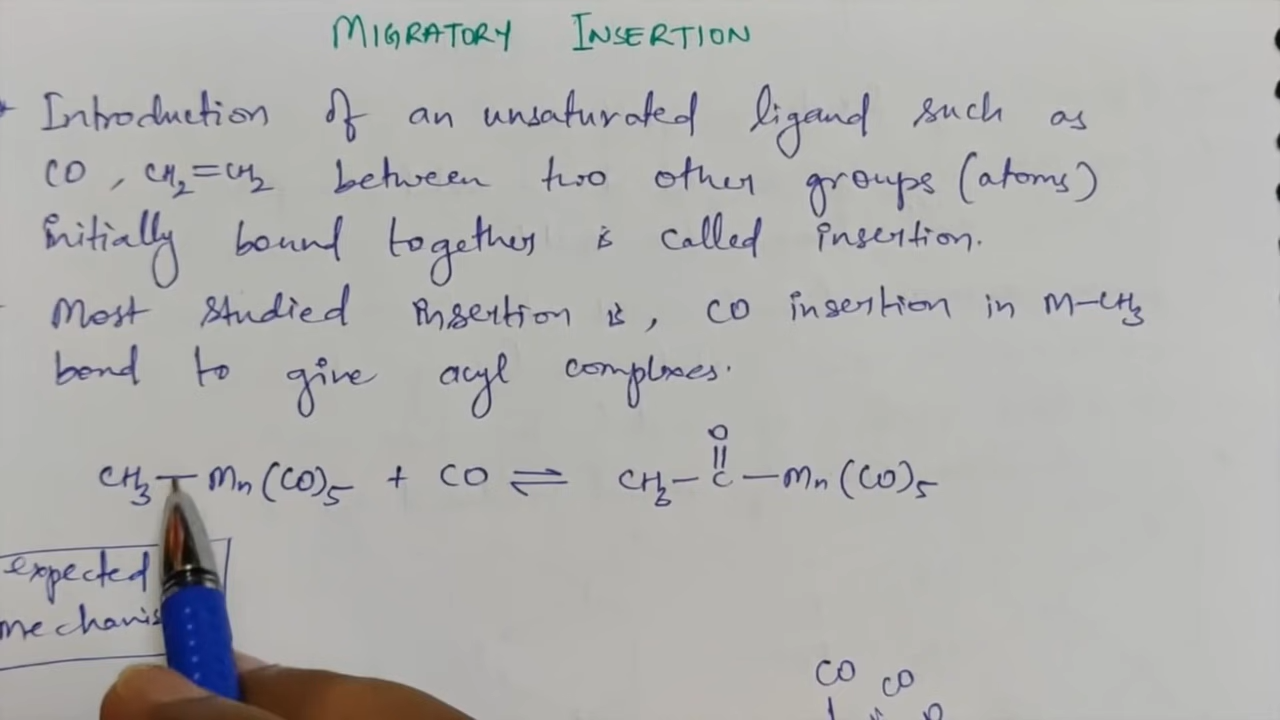 MIGRATORY INSERTION
Introduction of an unsaturated ligand such as
CO, CH₂=CH₂ between two other groups (atoms)
initially bound together is called insertion.
Most studied insertion is, CO insertion in M-CH₃
bond to give acyl complexes.
O
CH₃—Mn(CO)₅ + CO ⇌ CH₃—C—Mn(CO)₅
expected
CO CO